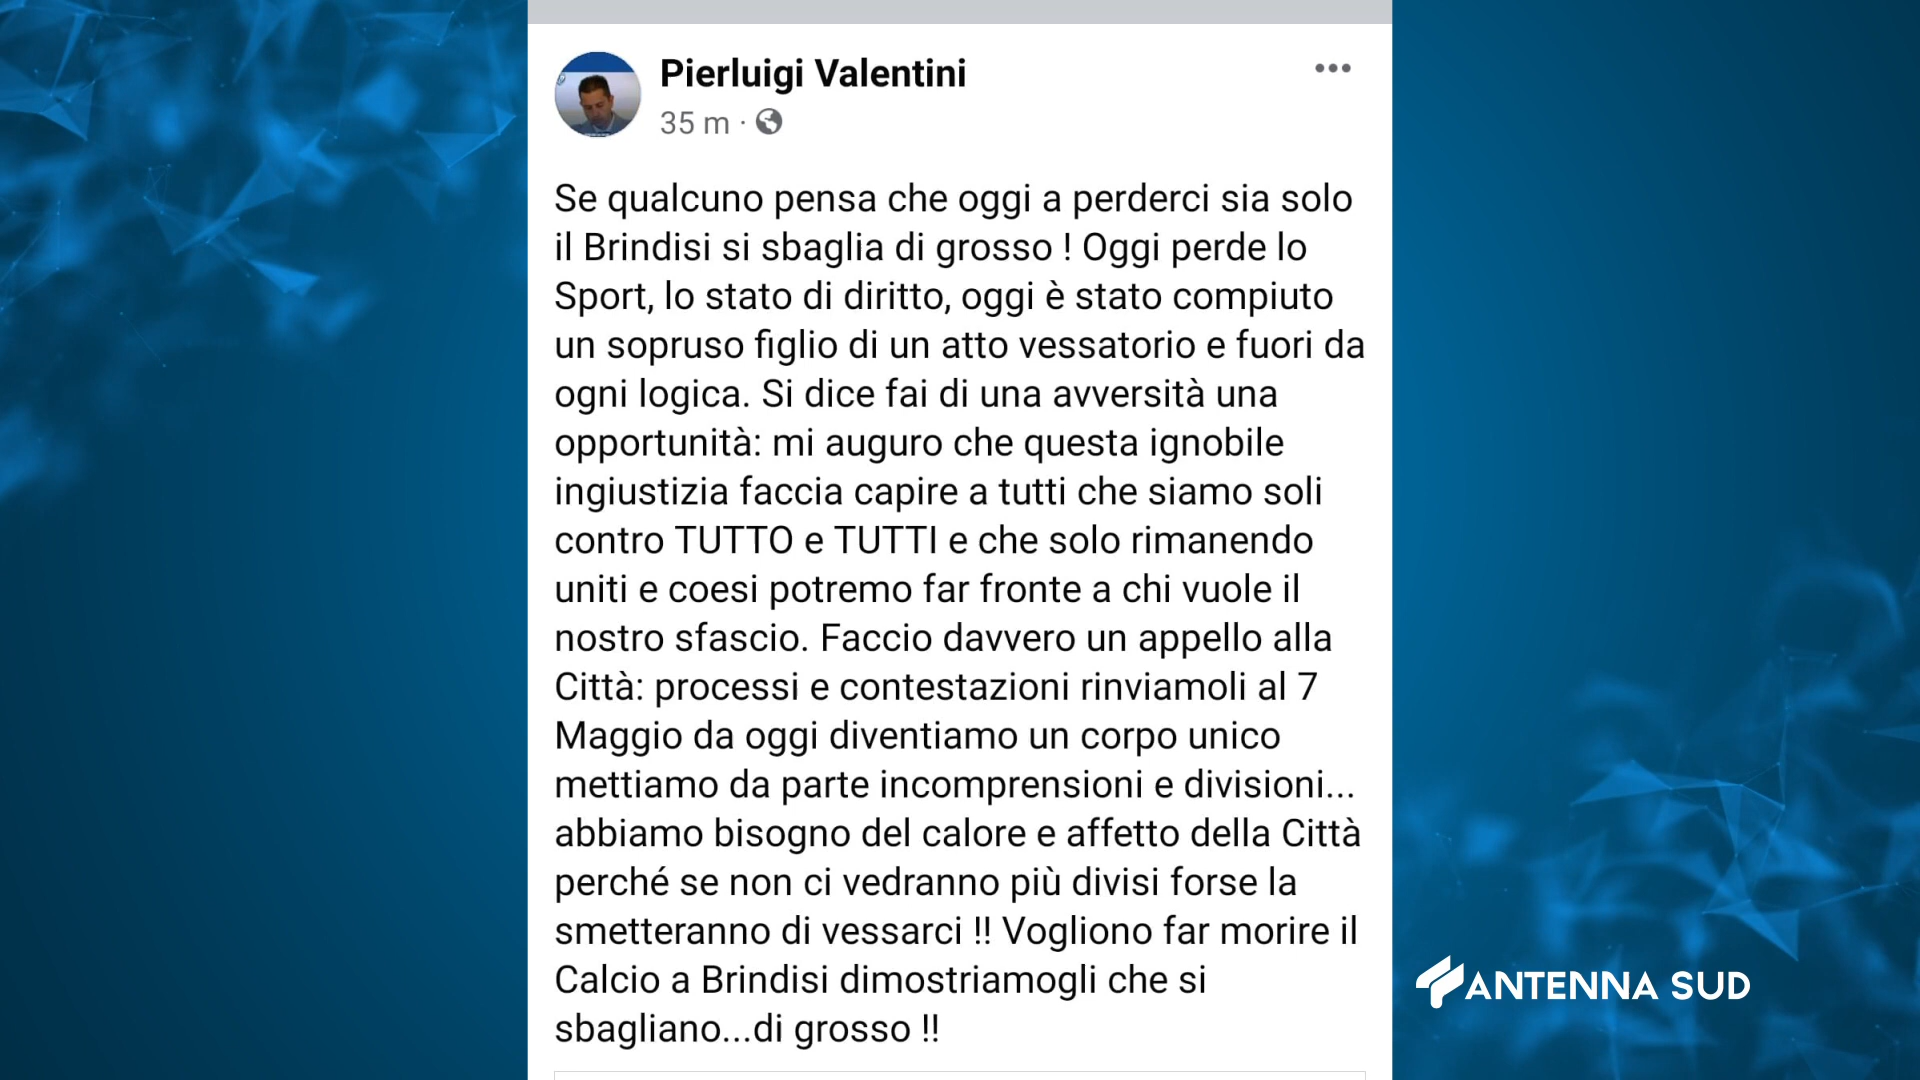 Pierluigi Valentini
35 m ·
Se qualcuno pensa che oggi a perderci sia solo
il Brindisi si sbaglia di grosso ! Oggi perde lo
Sport, lo stato di diritto, oggi è stato compiuto
un sopruso figlio di un atto vessatorio e fuori da
ogni logica. Si dice fai di una avversità una
opportunità: mi auguro che questa ignobile
ingiustizia faccia capire a tutti che siamo soli
contro TUTTO e TUTTI e che solo rimanendo
uniti e coesi potremo far fronte a chi vuole il
nostro sfascio. Faccio davvero un appello alla
Città: processi e contestazioni rinviamoli al 7
Maggio da oggi diventiamo un corpo unico
mettiamo da parte incomprensioni e divisioni...
abbiamo bisogno del calore e affetto della Città
perché se non ci vedranno più divisi forse la
smetteranno di vessarci !! Vogliono far morire il
Calcio a Brindisi dimostriamogli che si
sbagliano...di grosso !!
ANTENNA SUD